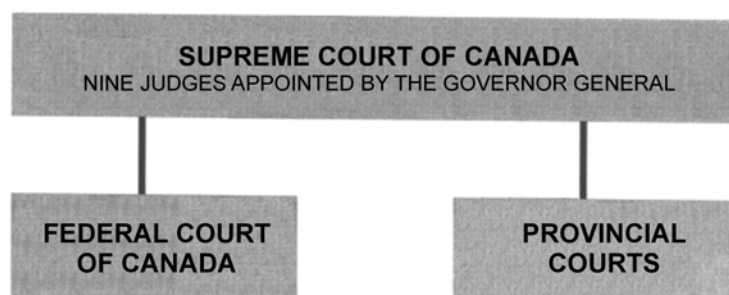 SUPREME COURT OF CANADA
NINE JUDGES APPOINTED BY THE GOVERNOR GENERAL
FEDERAL COURT
OF CANADA
PROVINCIAL
COURTS